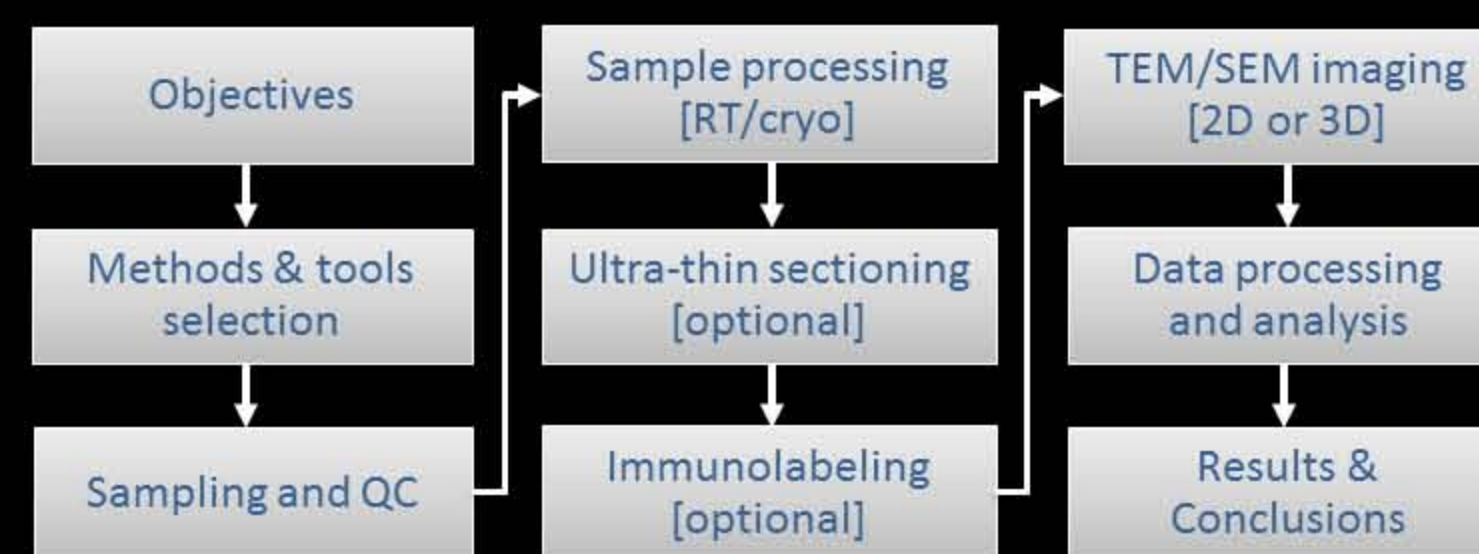 Objectives
Methods & tools
selection
Sampling and QC
Sample processing
[RT/cryo]
Ultra-thin sectioning
[optional]
Immunolabeling
[optional]
TEM/SEM imaging
[2D or 3D]
Data processing
and analysis
Results &
Conclusions